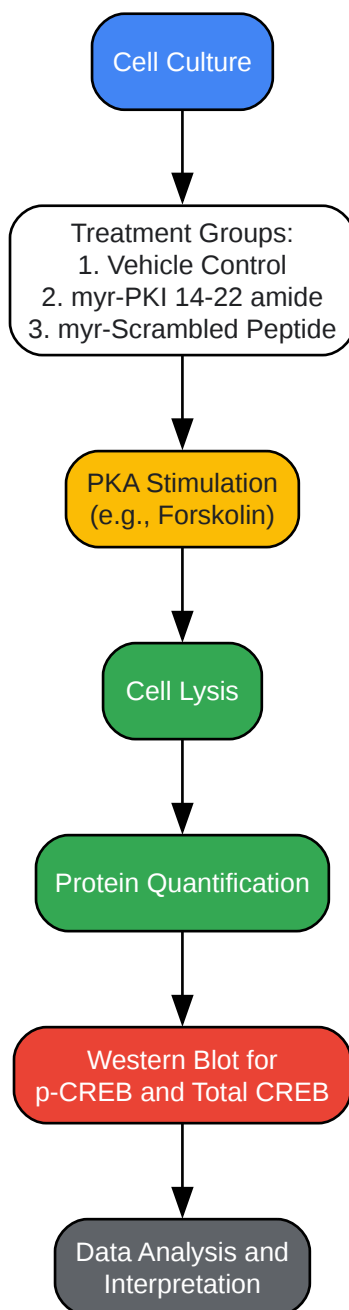 Cell Culture
Treatment Groups:
1. Vehicle Control
2. myr-PKI 14-22 amide
3. myr-Scrambled Peptide
PKA Stimulation
(e.g., Forskolin)
Cell Lysis
Protein Quantification
Western Blot for
p-CREB and Total CREB
Data Analysis and
Interpretation